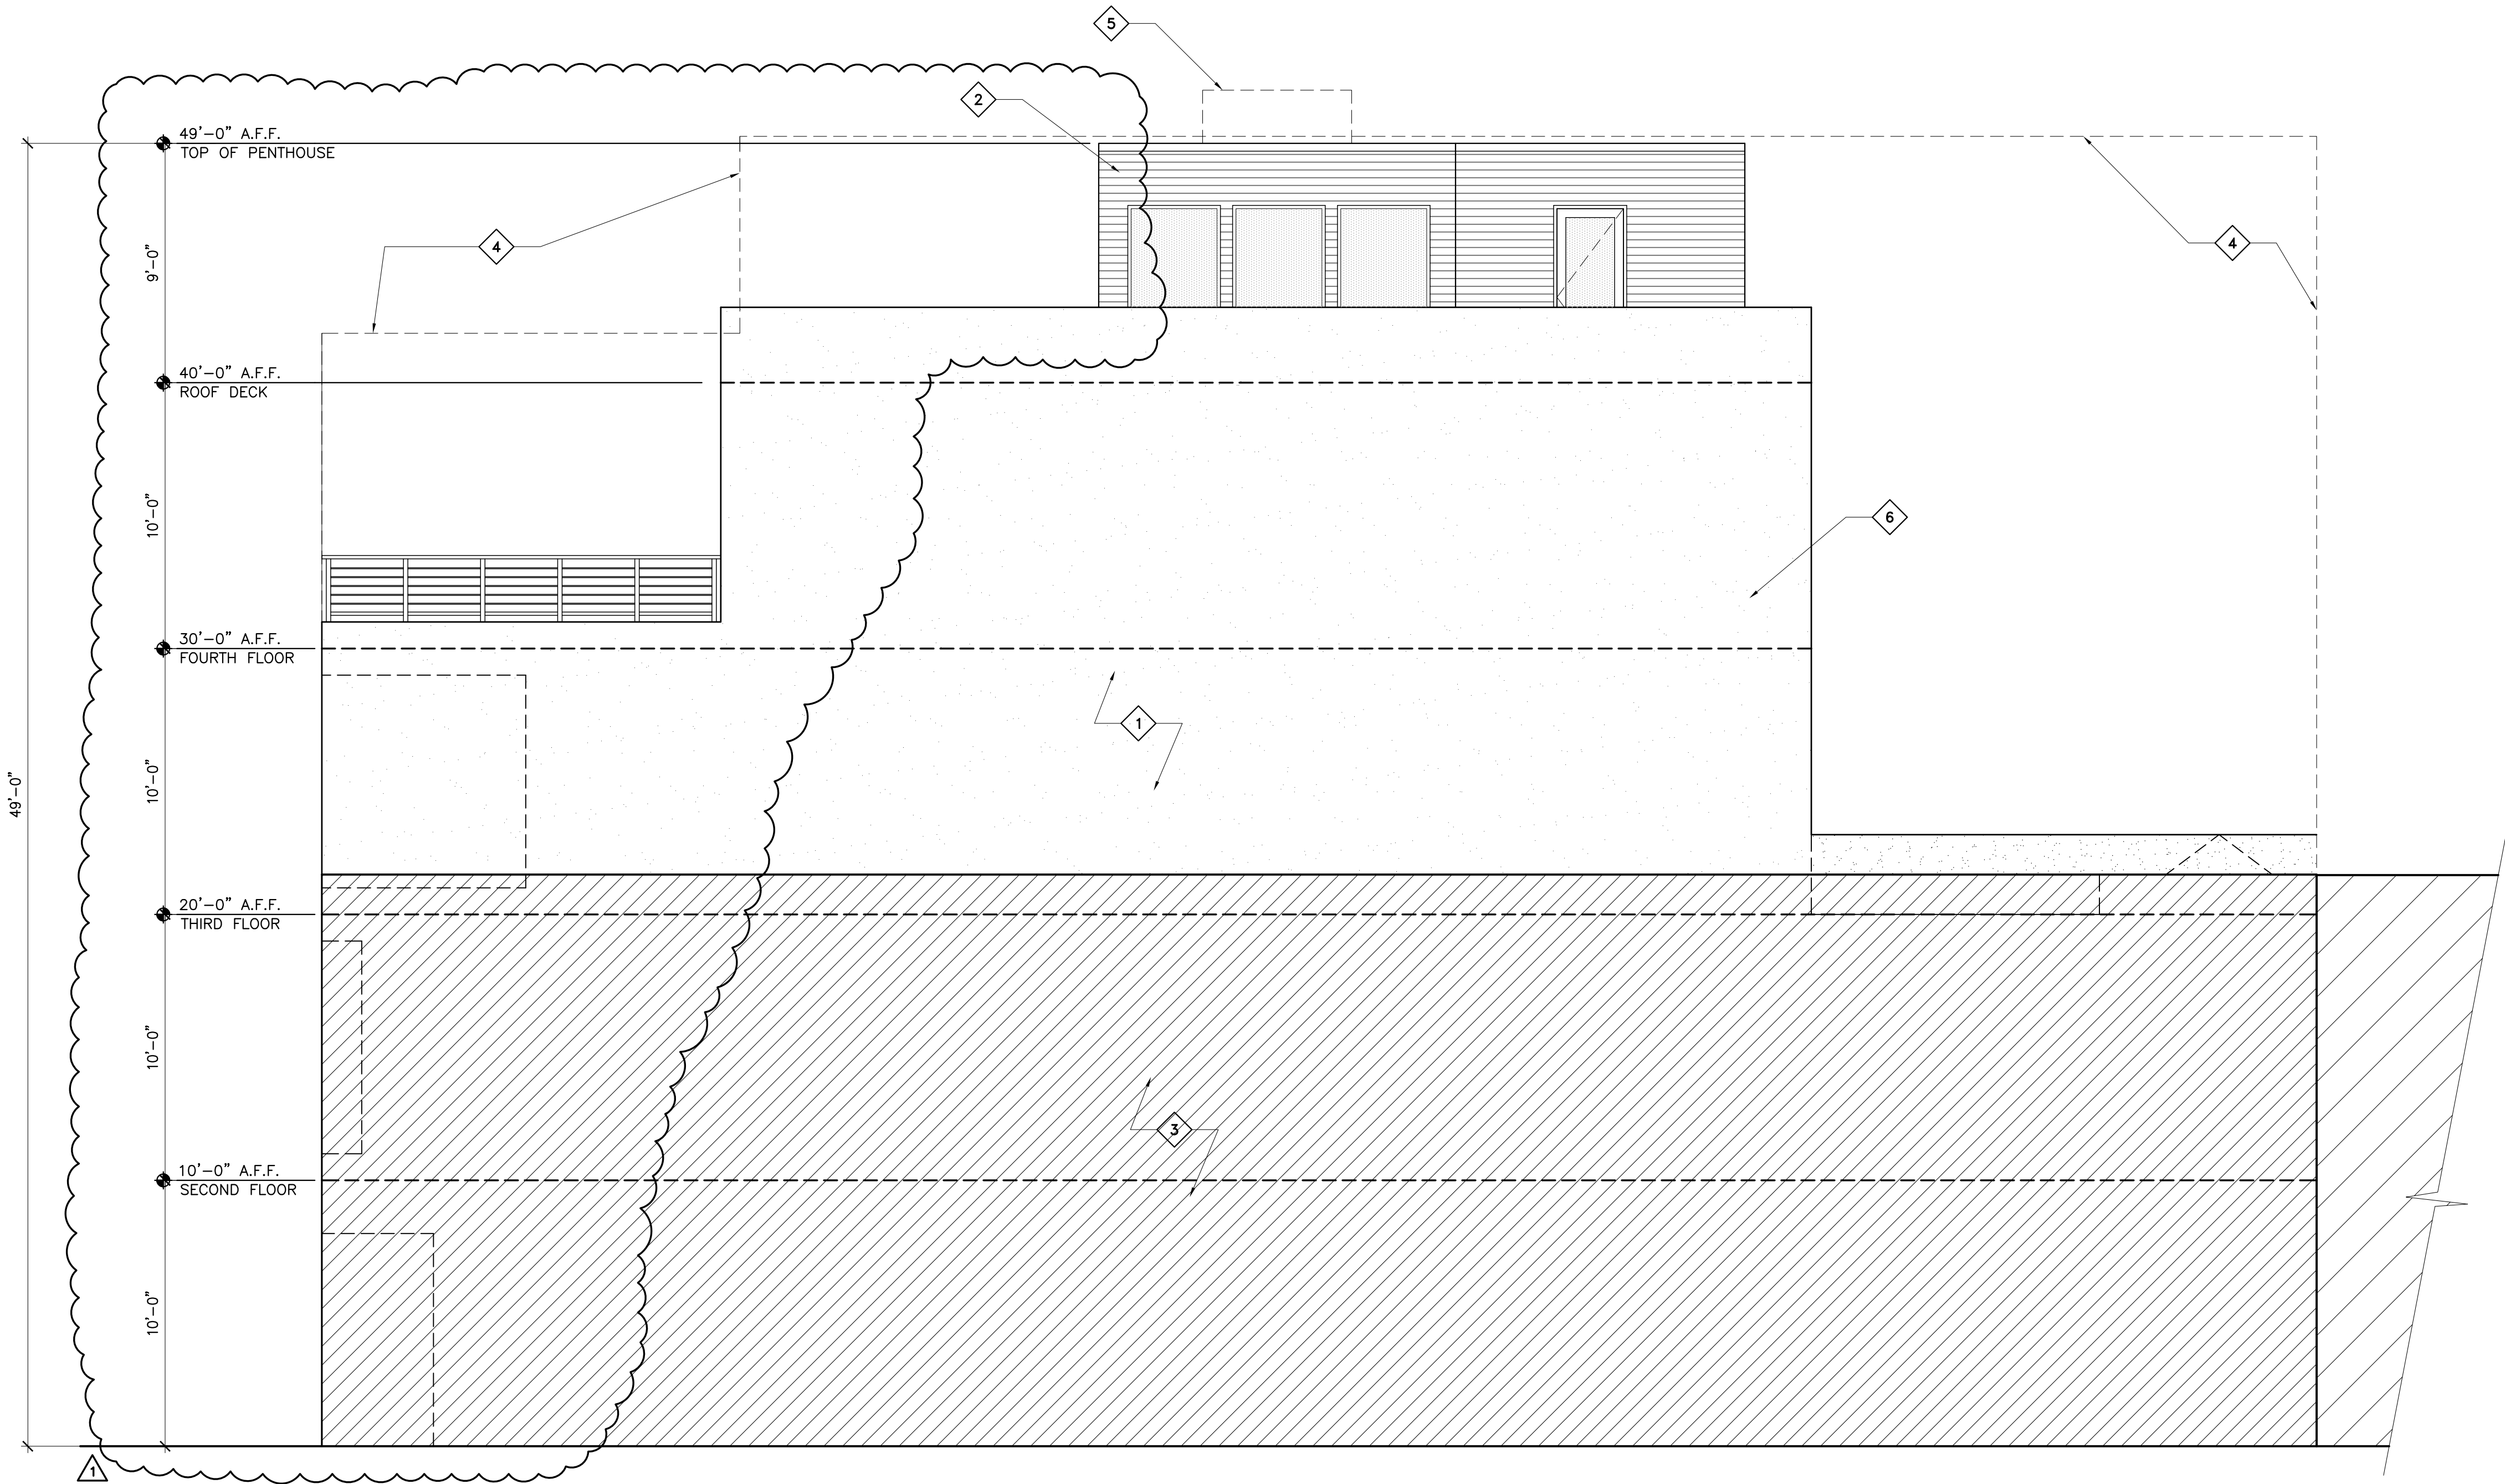 5
2
49'-0" A.F.F.
TOP OF PENTHOUSE
4
4
9'-0"
40'-0" A.F.F.
ROOF DECK
10'-0"
6
30'-0" A.F.F.
FOURTH FLOOR
1
10'-0"
49'-0"
20'-0" A.F.F.
THIRD FLOOR
10'-0"
3
10'-0" A.F.F.
SECOND FLOOR
10'-0"
1